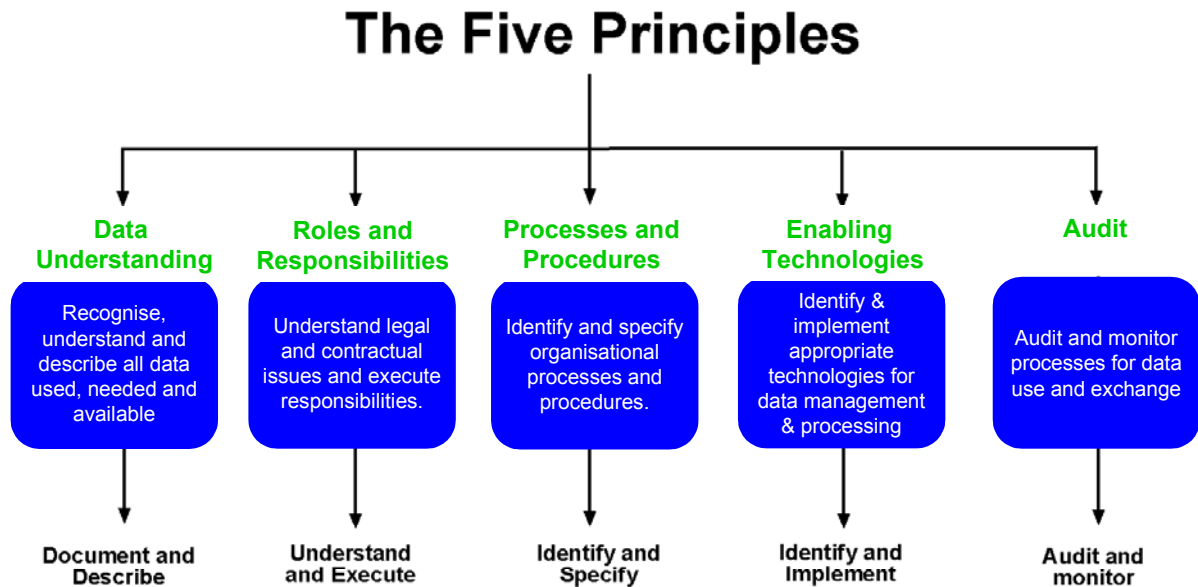 The Five Principles
Data
Understanding
Recognise,
understand and
describe all data
used, needed and
available
Document and
Describe
Roles and
Responsibilities
Understand legal
and contractual
issues and execute
responsibilities.
Understand
and Execute
Processes and
Procedures
Identify and specify
organisational
processes and
procedures.
Identify and
Specify
Enabling
Technologies
Identify &
implement
appropriate
technologies for
data management
& processing
Identify and
Implement
Audit
Audit and monitor
processes for data
use and exchange
Audit and
monitor